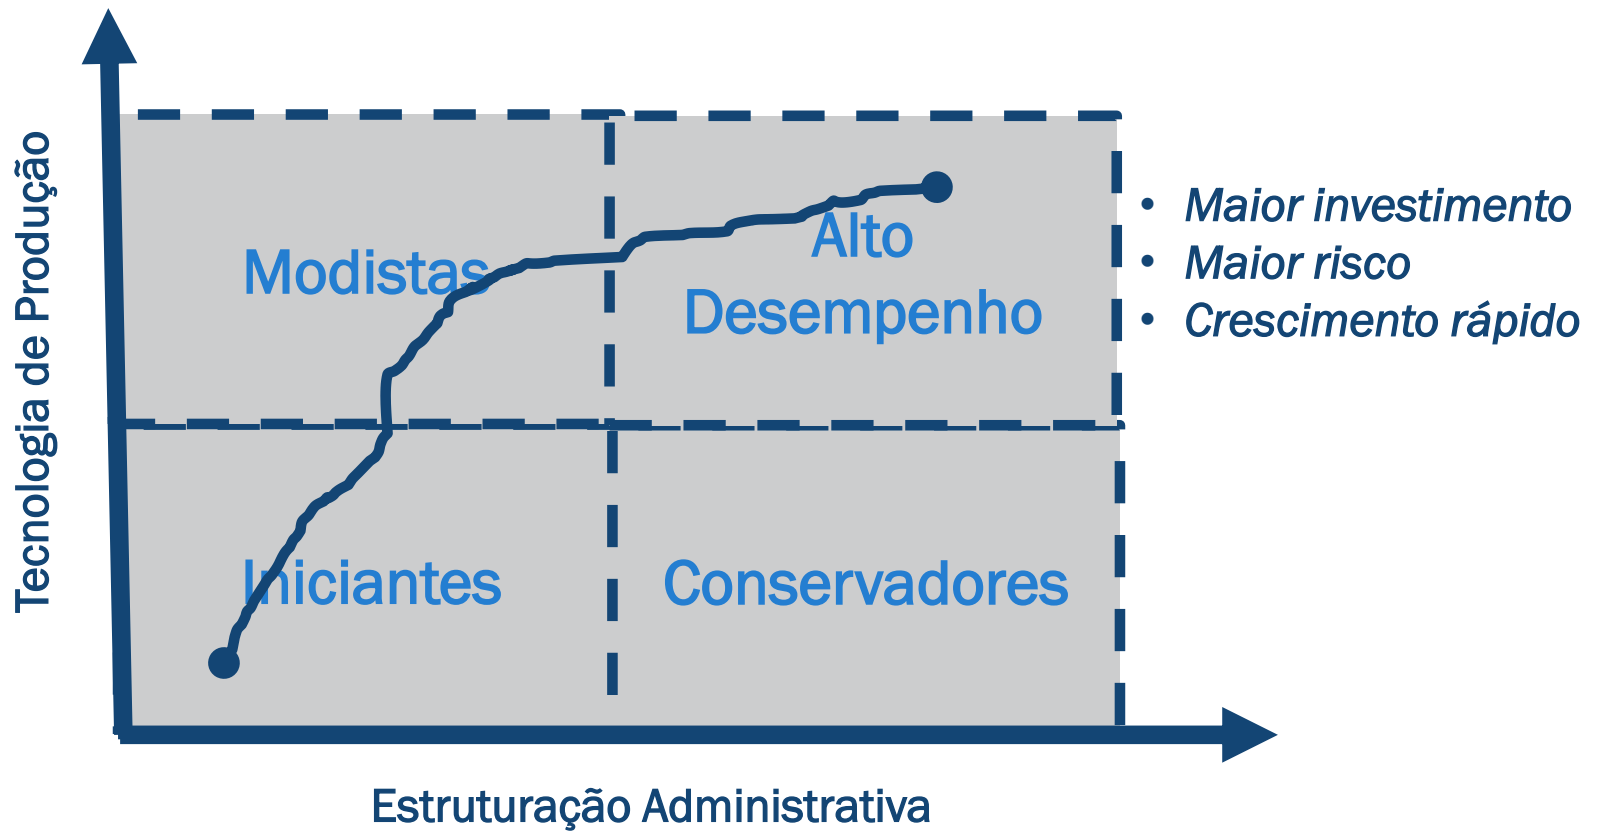 Tecnologia de Produção
Modistas
Alto
Desempenho
• Maior investimento
• Maior risco
• Crescimento rápido
Iniciantes
Conservadores
Estruturação Administrativa